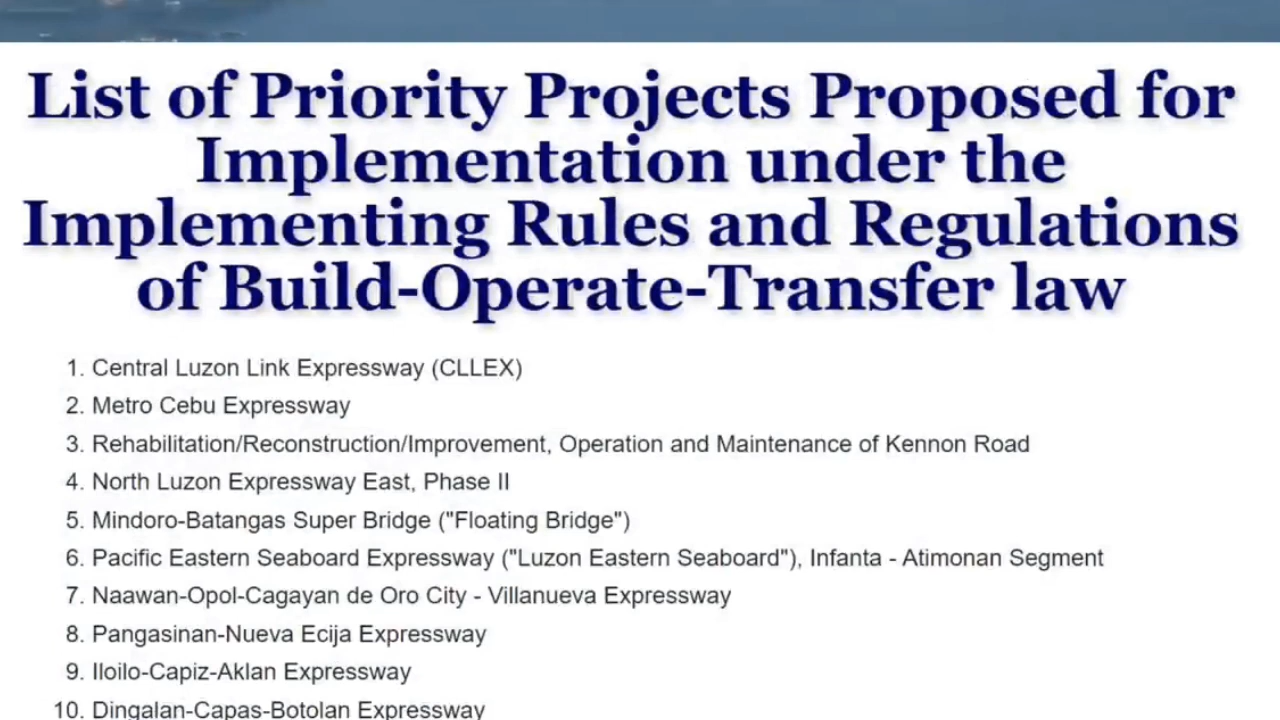 List of Priority Projects Proposed for
Implementation under the
Implementing Rules and Regulations
of Build-Operate-Transfer law
1. Central Luzon Link Expressway (CLLEX)
2. Metro Cebu Expressway
3. Rehabilitation/Reconstruction/Improvement, Operation and Maintenance of Kennon Road
4. North Luzon Expressway East, Phase II
5. Mindoro-Batangas Super Bridge ("Floating Bridge")
6. Pacific Eastern Seaboard Expressway ("Luzon Eastern Seaboard"), Infanta - Atimonan Segment
7. Naawan-Opol-Cagayan de Oro City - Villanueva Expressway
8. Pangasinan-Nueva Ecija Expressway
9. Iloilo-Capiz-Aklan Expressway
10. Dingalan-Capas-Botolan Expressway